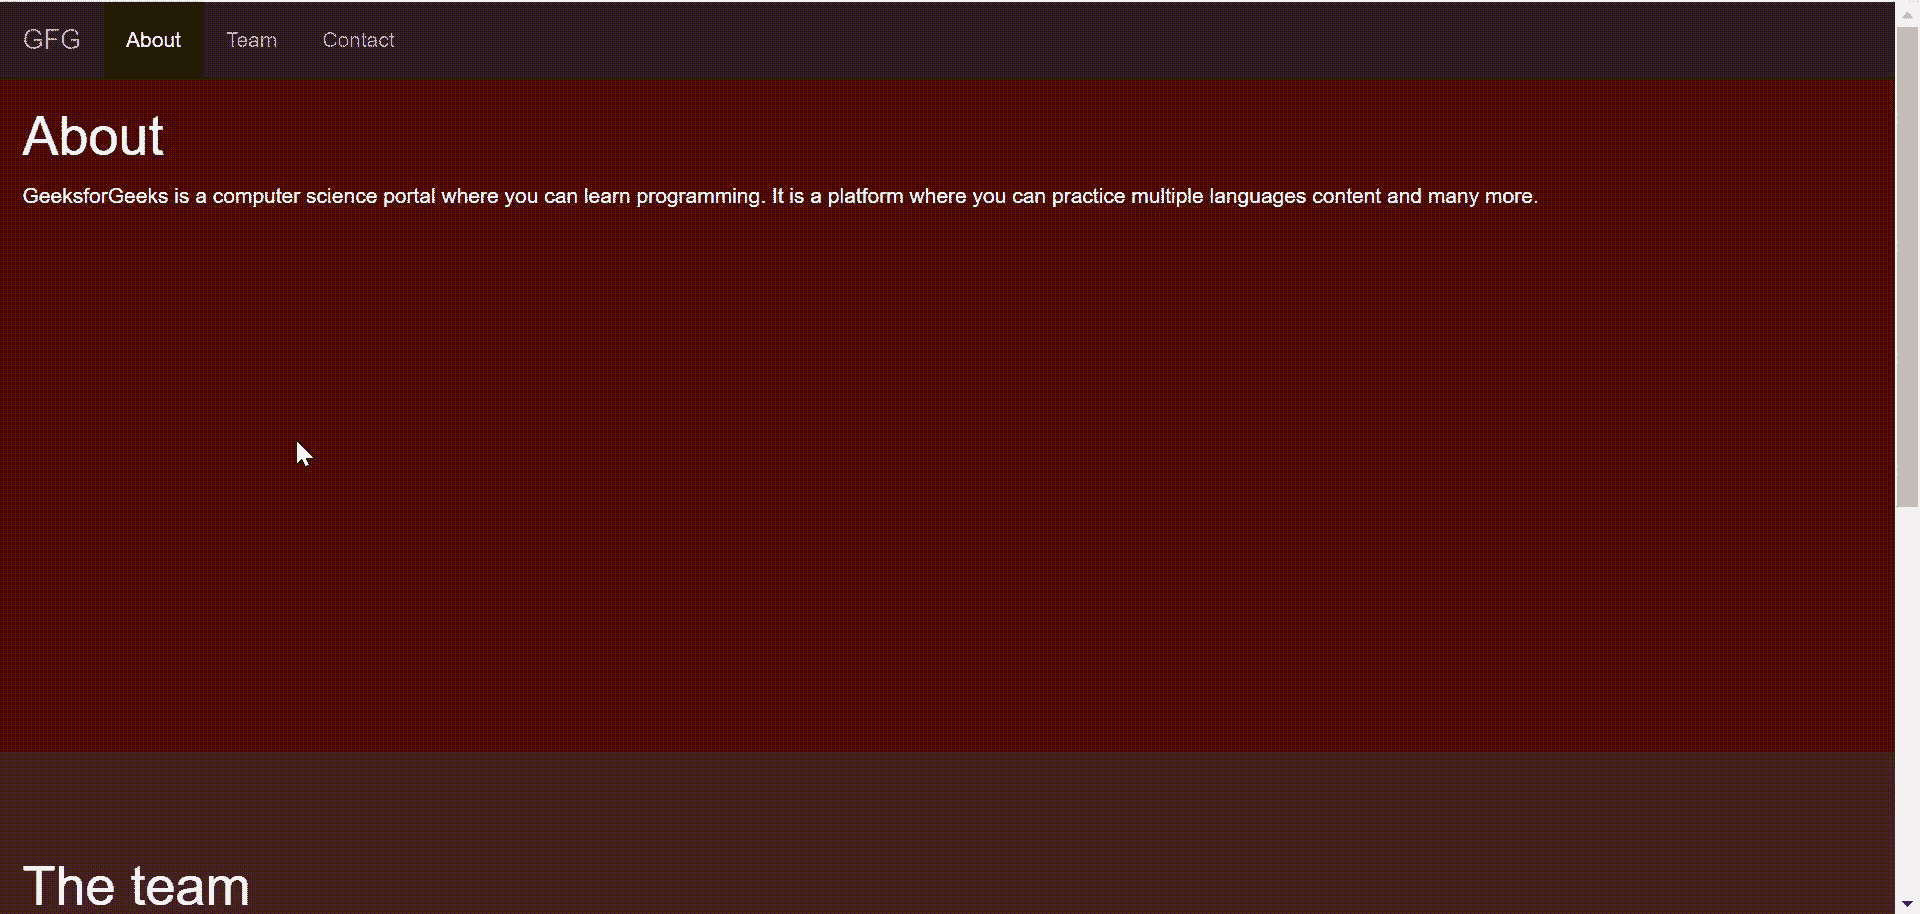 GFG About Team Contact
About
GeeksforGeeks is a computer science portal where you can learn programming. It is a platform where you can practice multiple languages content and many more.
The team